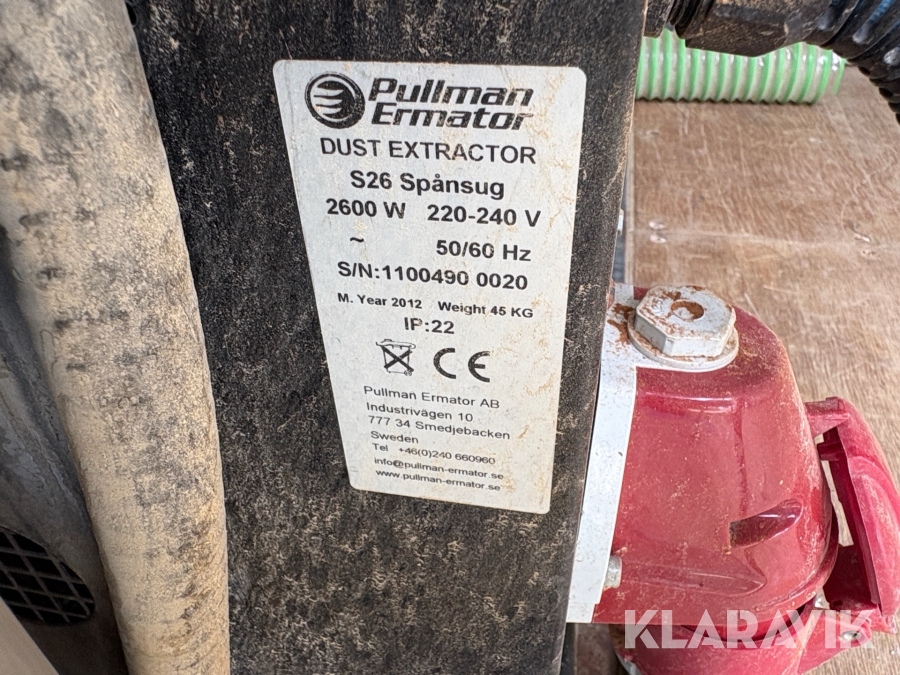 Pullman
Ermator
DUST EXTRACTOR
S26 Spånsug
2600 W 220-240 V
~ 50/60 Hz
S/N:1100490 0020
M. Year 2012 Weight 45 KG
IP:22
CE
Pullman Ermator AB
Industrivägen 10
777 34 Smedjebacken
Sweden
Tel +46(0)240 660960
info@pullman-ermator.se
www.pullman-ermator.se
KLARAVIK